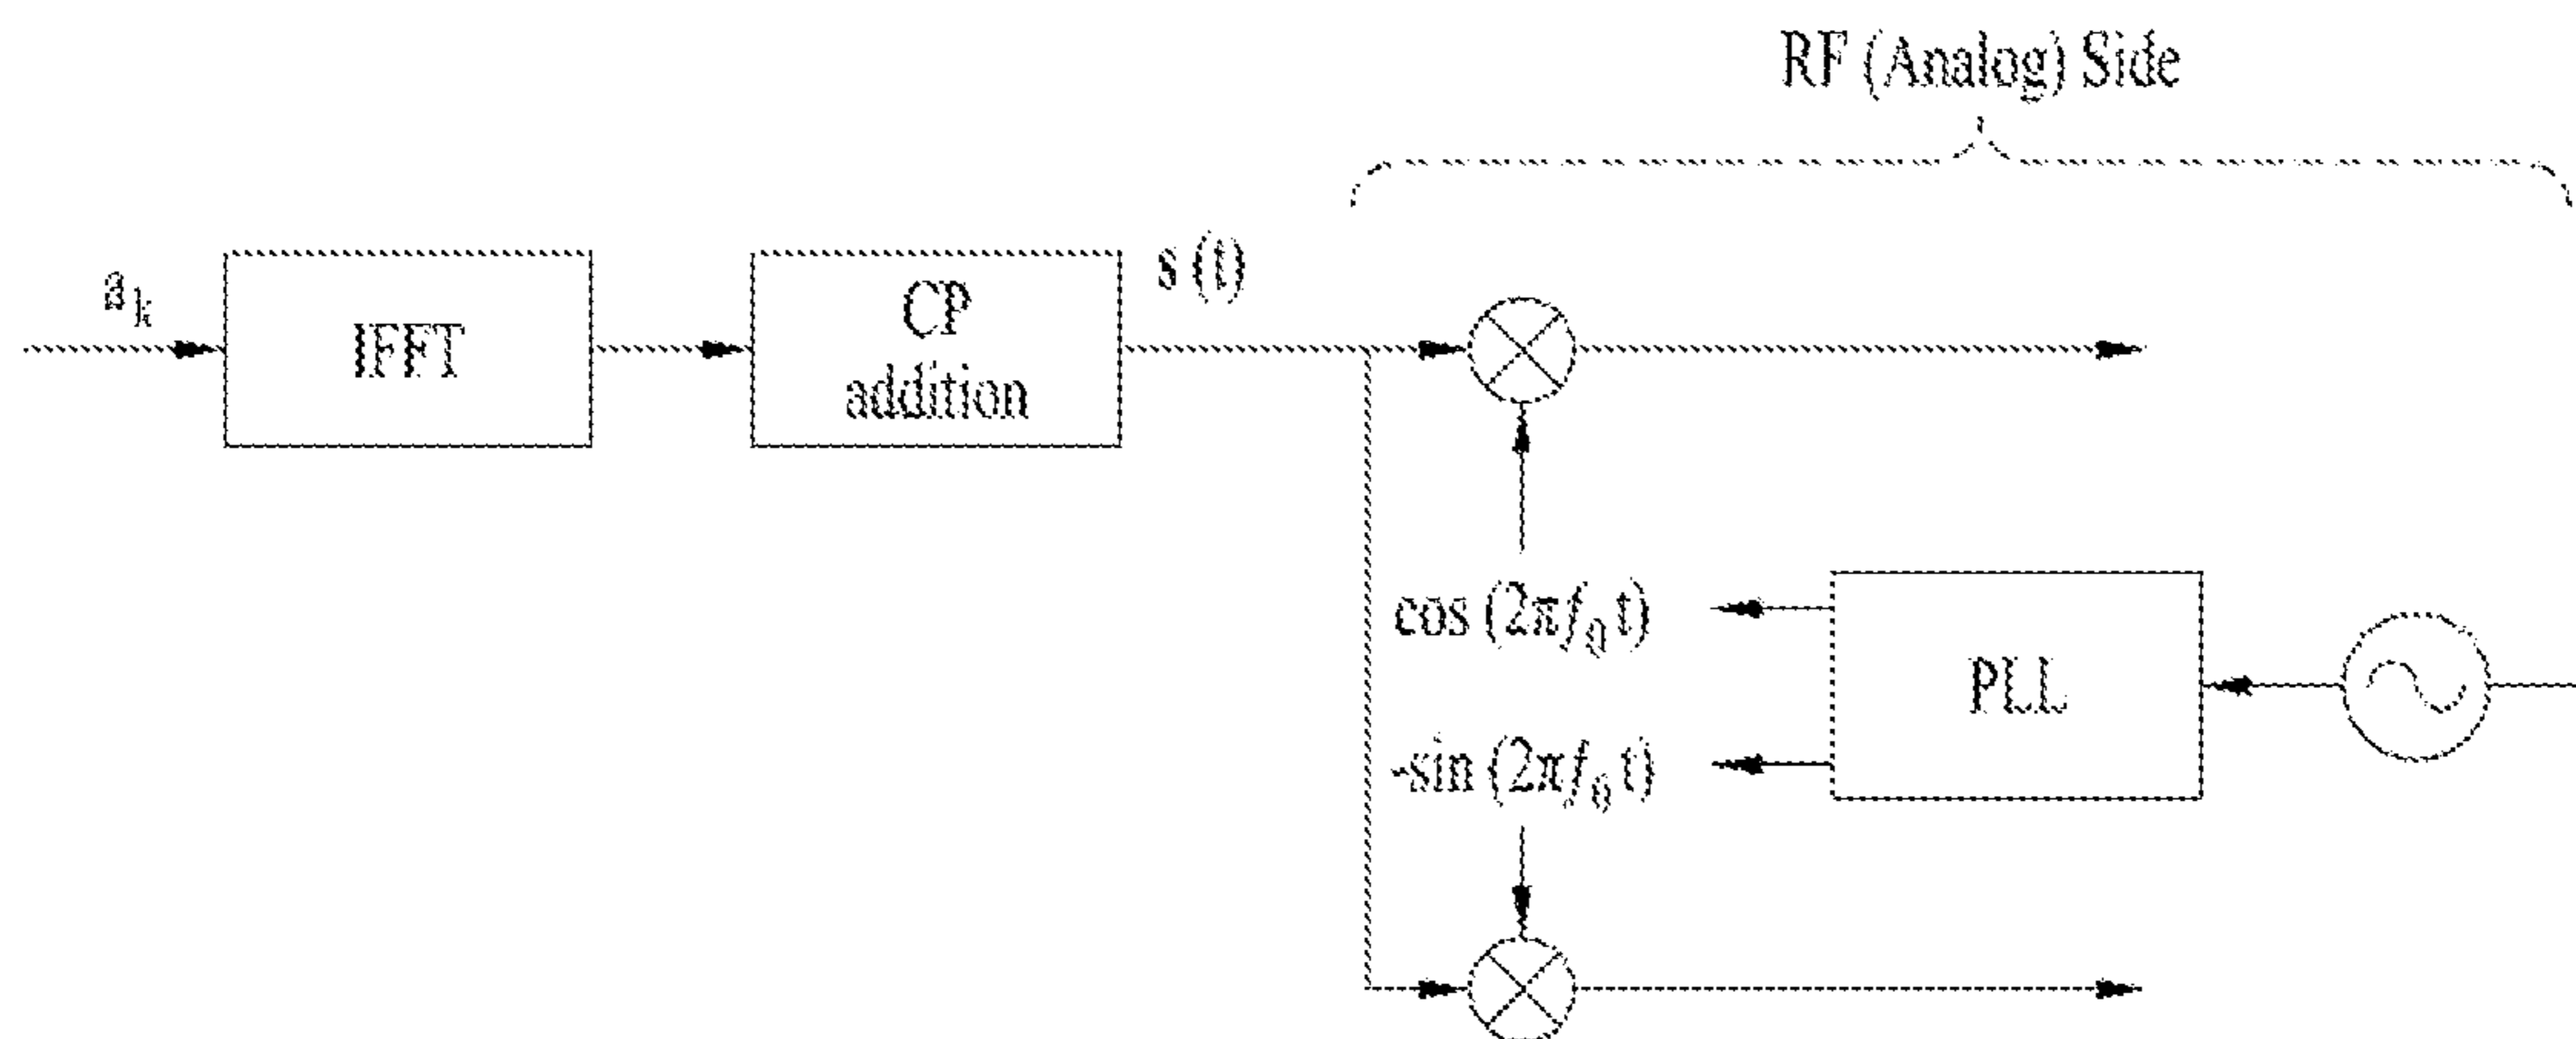 RF (Analog) Side
a_k
IFFT
CP
addition
s (t)
cos (2πf_0 t)
-sin (2πf_0 t)
PLL